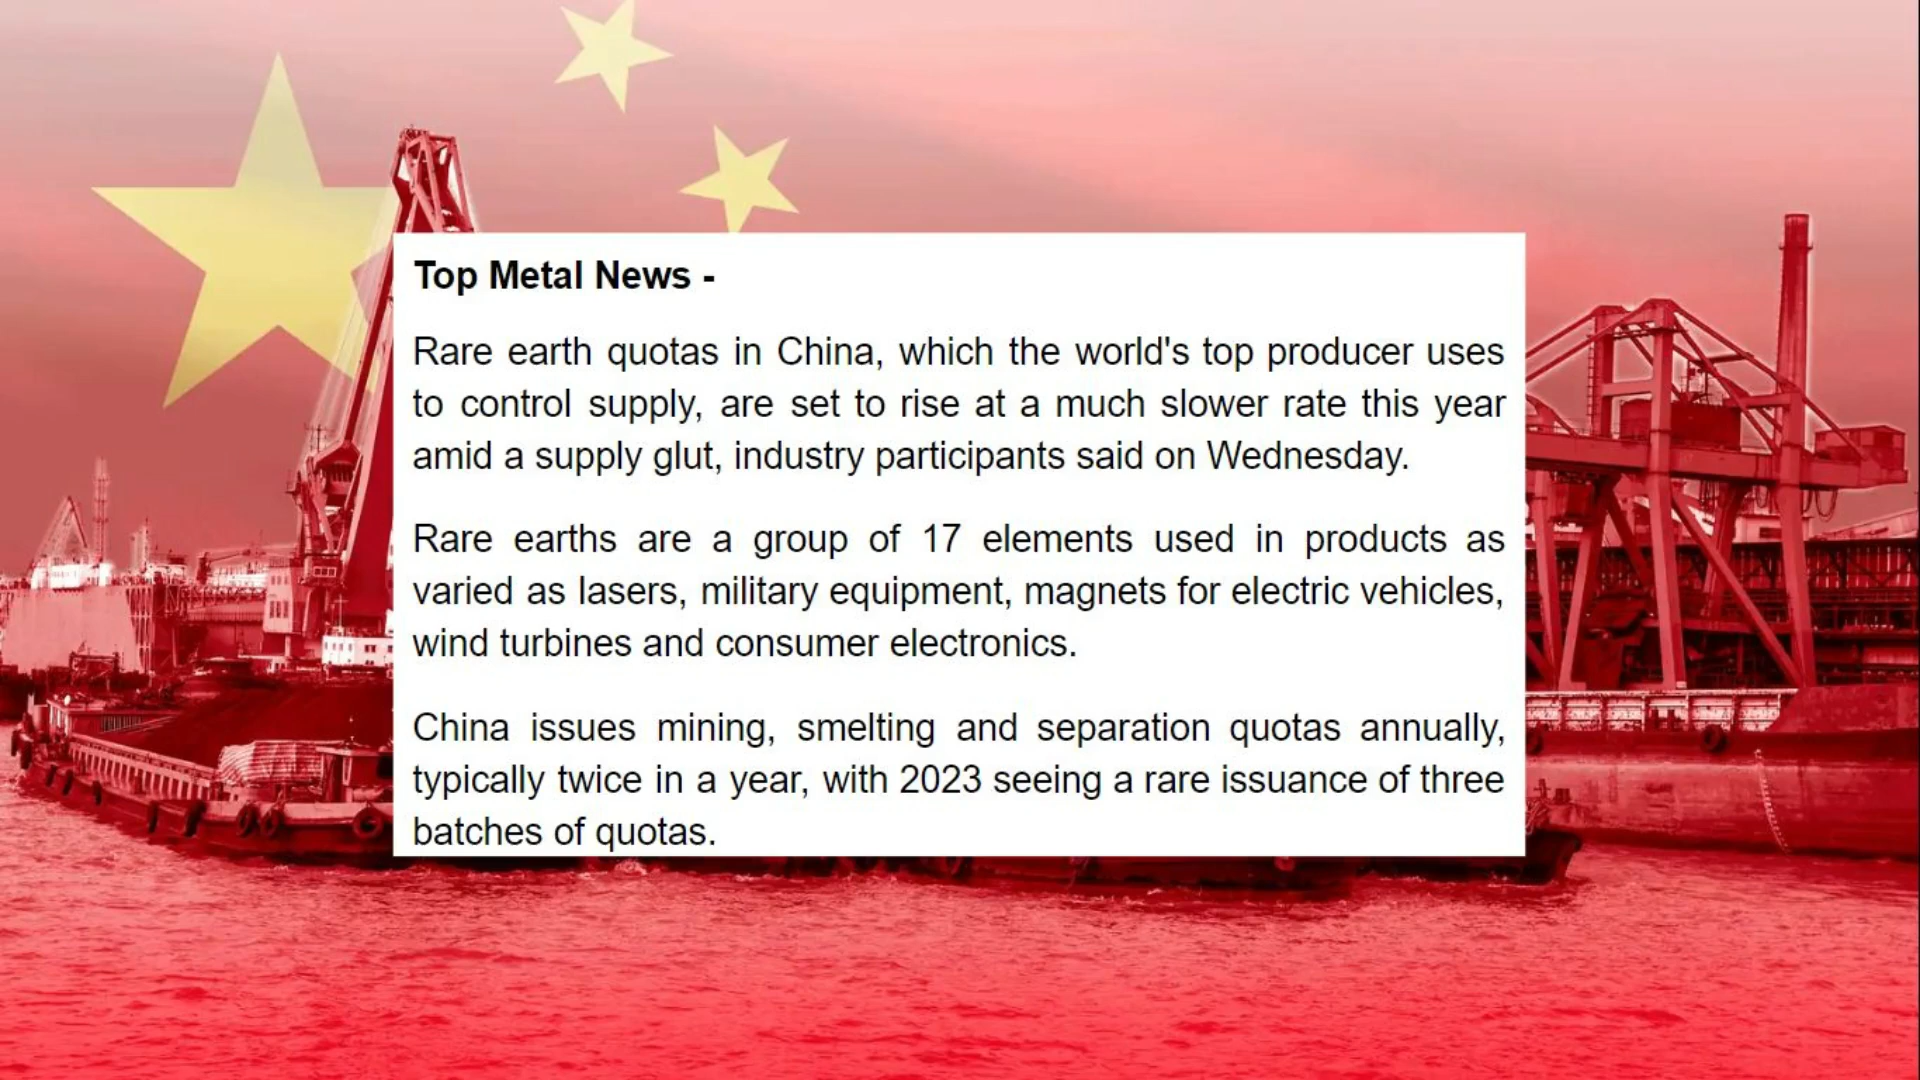 Top Metal News -
Rare earth quotas in China, which the world's top producer uses
to control supply, are set to rise at a much slower rate this year
amid a supply glut, industry participants said on Wednesday.
Rare earths are a group of 17 elements used in products as
varied as lasers, military equipment, magnets for electric vehicles,
wind turbines and consumer electronics.
China issues mining, smelting and separation quotas annually,
typically twice in a year, with 2023 seeing a rare issuance of three
batches of quotas.